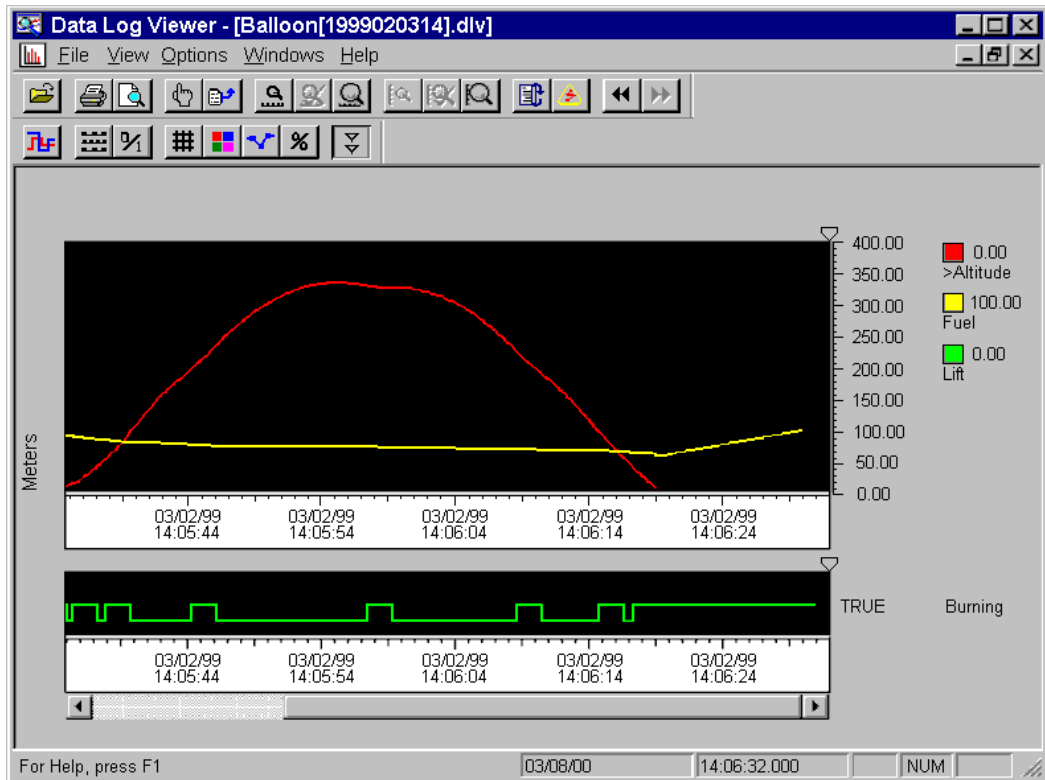 Data Log Viewer - [Balloon[1999020314].dlv]
File View Options Windows Help
%
400.00
350.00
300.00
250.00
200.00
150.00
100.00
50.00
0.00
0.00
>Altitude
100.00
Fuel
0.00
Lift
Meters
03/02/99 03/02/99 03/02/99 03/02/99 03/02/99
14:05:44 14:05:54 14:06:04 14:06:14 14:06:24
TRUE Burning
03/02/99 03/02/99 03/02/99 03/02/99 03/02/99
14:05:44 14:05:54 14:06:04 14:06:14 14:06:24
For Help, press F1 03/08/00 14:06:32.000 NUM